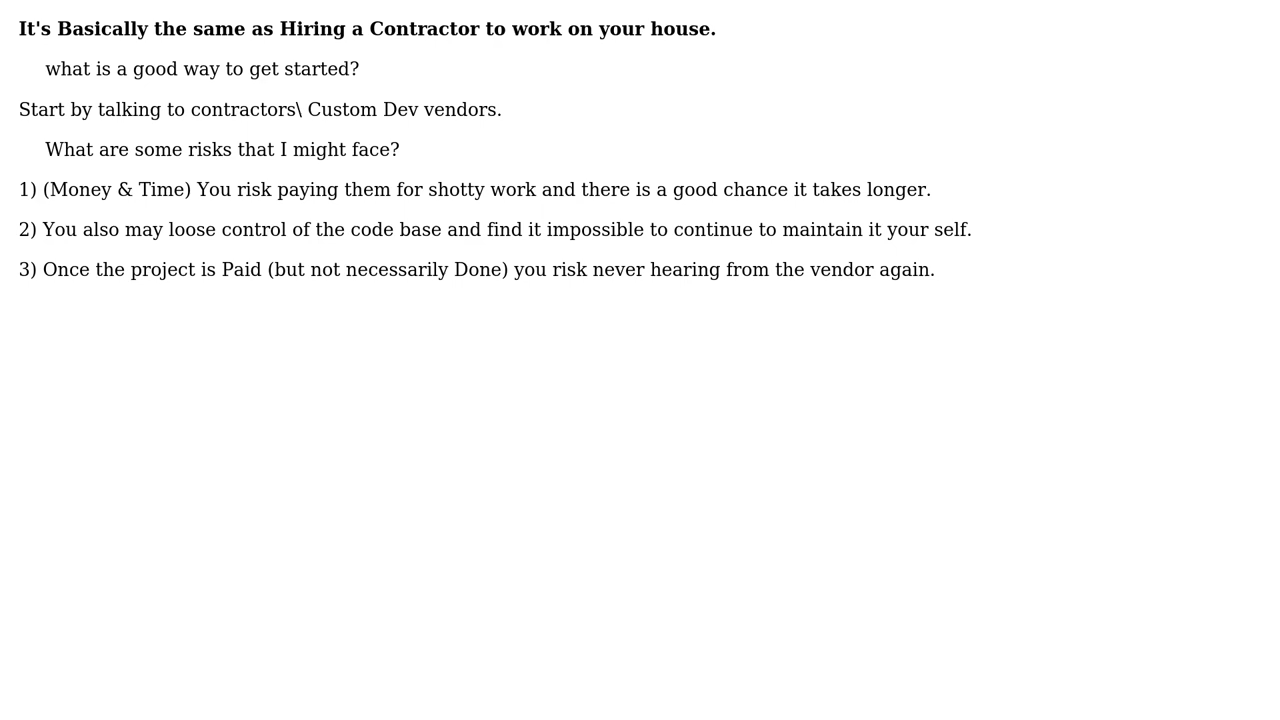 It's Basically the same as Hiring a Contractor to work on your house.
what is a good way to get started?
Start by talking to contractors\ Custom Dev vendors.
What are some risks that I might face?
1) (Money & Time) You risk paying them for shotty work and there is a good chance it takes longer.
2) You also may loose control of the code base and find it impossible to continue to maintain it your self.
3) Once the project is Paid (but not necessarily Done) you risk never hearing from the vendor again.